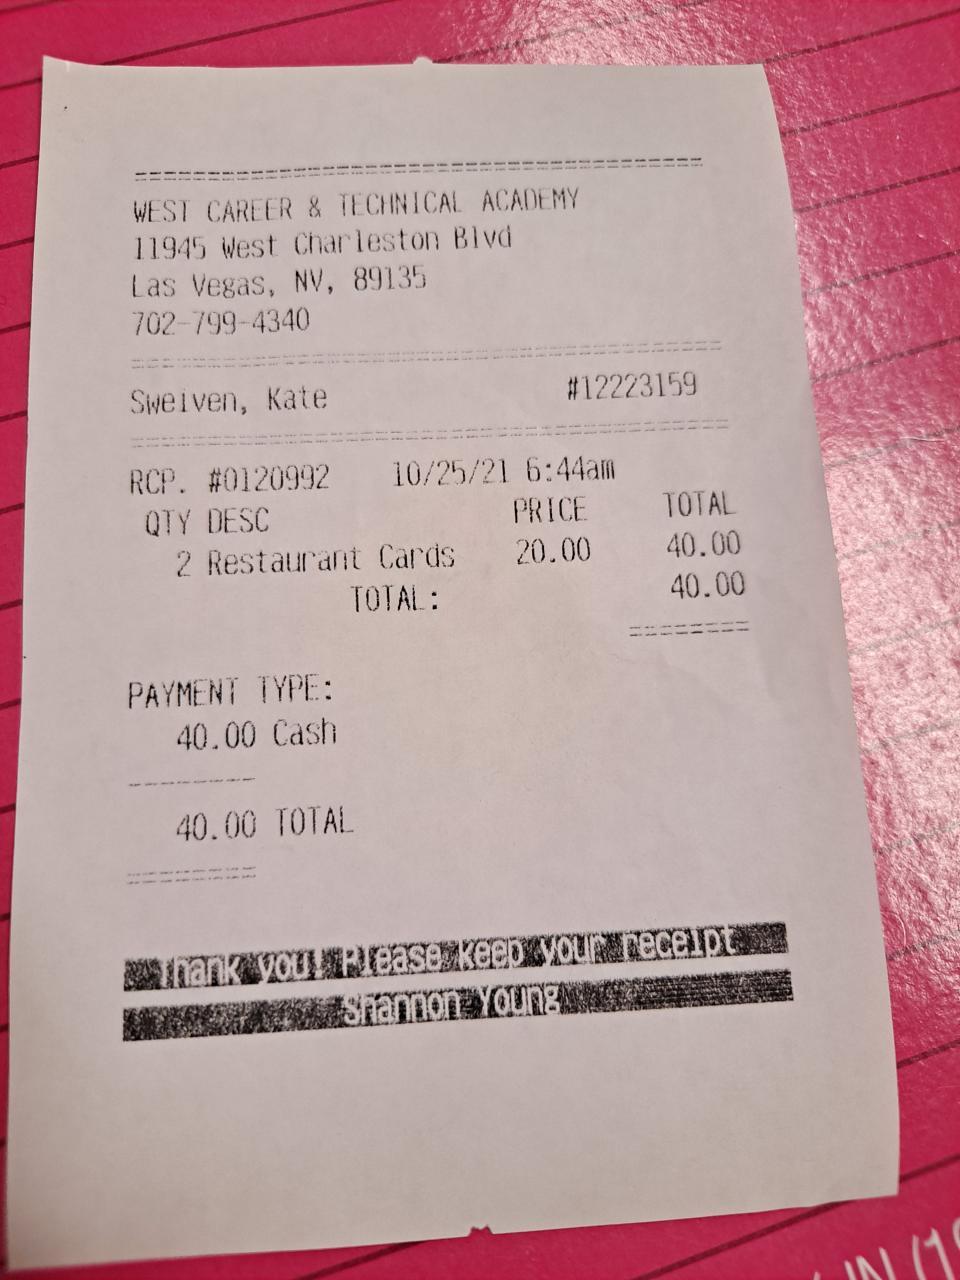 WEST CAREER & TECHNICAL ACADEMY
11945 West Charleston Blvd
Las Vegas, NV, 89135
702-799-4340
Sweiven, Kate #12223159
RCP. #0120992 10/25/21 6:44am
QTY DESC PRICE TOTAL
2 Restaurant Cards 20.00 40.00
TOTAL: 40.00
PAYMENT TYPE:
40.00 Cash
40.00 TOTAL
Thank you! Please keep your receipt
Shannon Young